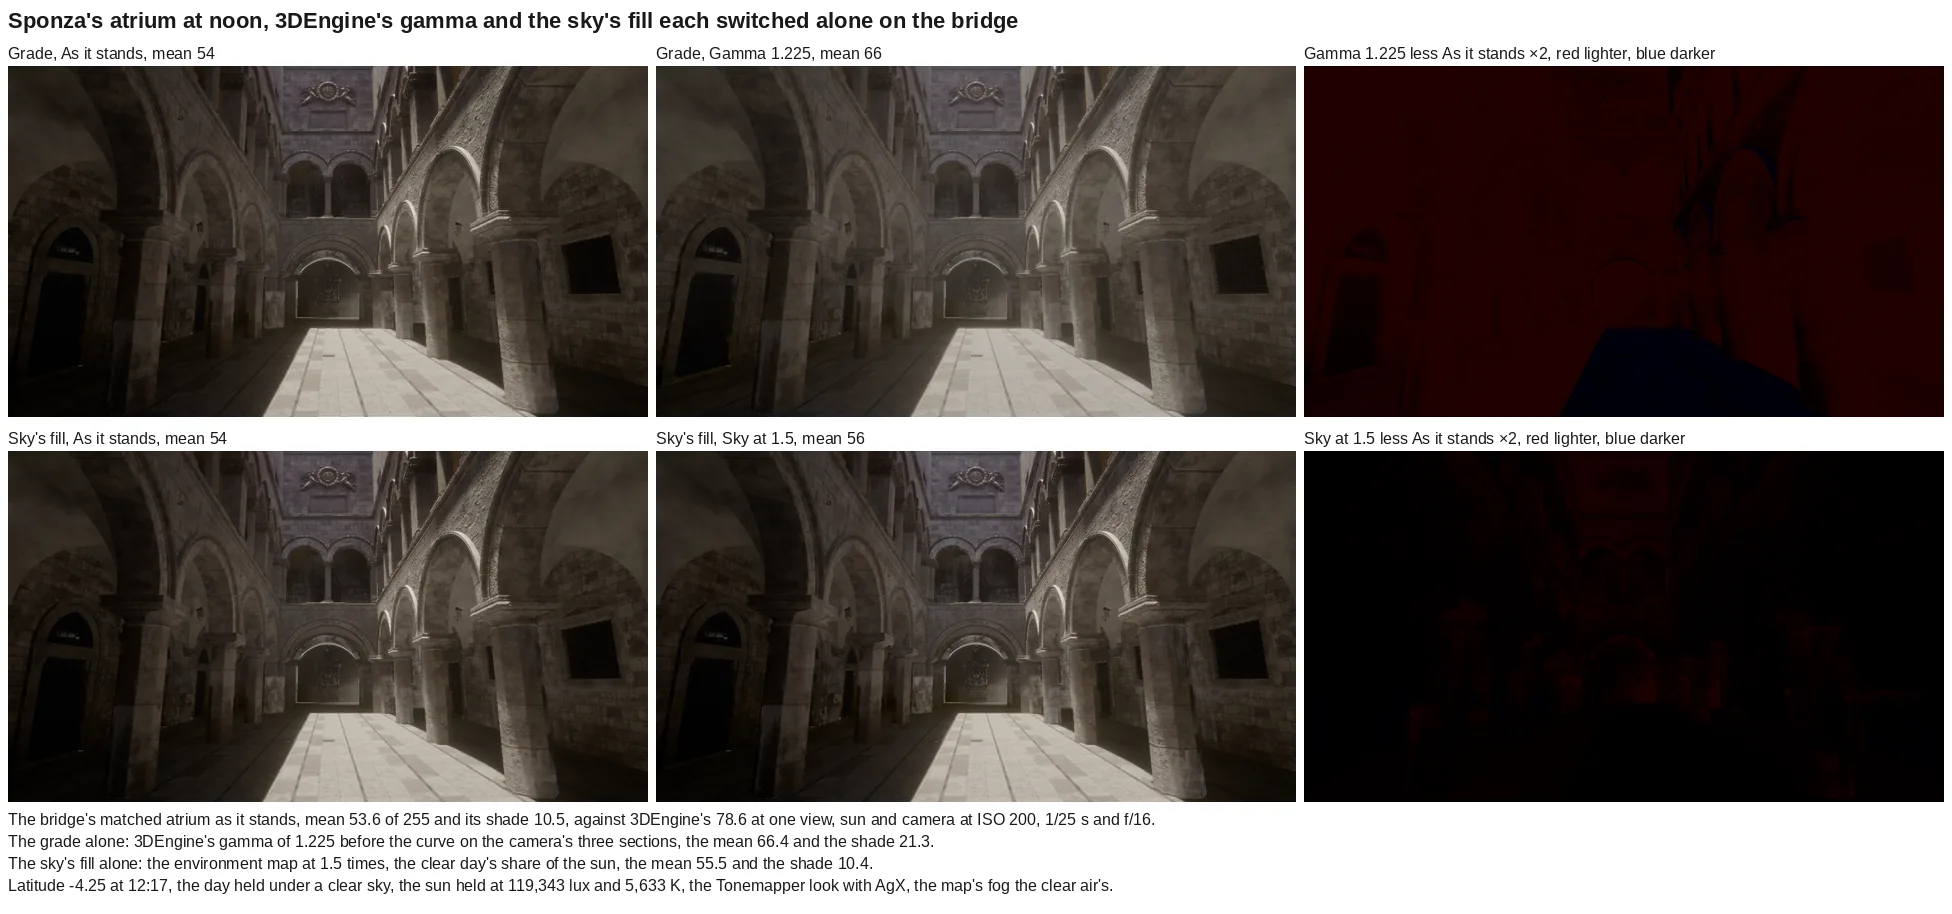 Sponza's atrium at noon, 3DEngine's gamma and the sky's fill each switched alone on the bridge
Grade, As it stands, mean 54
Grade, Gamma 1.225, mean 66
Gamma 1.225 less As it stands ×2, red lighter, blue darker
Sky's fill, As it stands, mean 54
Sky's fill, Sky at 1.5, mean 56
Sky at 1.5 less As it stands ×2, red lighter, blue darker
The bridge's matched atrium as it stands, mean 53.6 of 255 and its shade 10.5, against 3DEngine's 78.6 at one view, sun and camera at ISO 200, 1/25 s and f/16.
The grade alone: 3DEngine's gamma of 1.225 before the curve on the camera's three sections, the mean 66.4 and the shade 21.3.
The sky's fill alone: the environment map at 1.5 times, the clear day's share of the sun, the mean 55.5 and the shade 10.4.
Latitude -4.25 at 12:17, the day held under a clear sky, the sun held at 119,343 lux and 5,633 K, the Tonemapper look with AgX, the map's fog the clear air's.